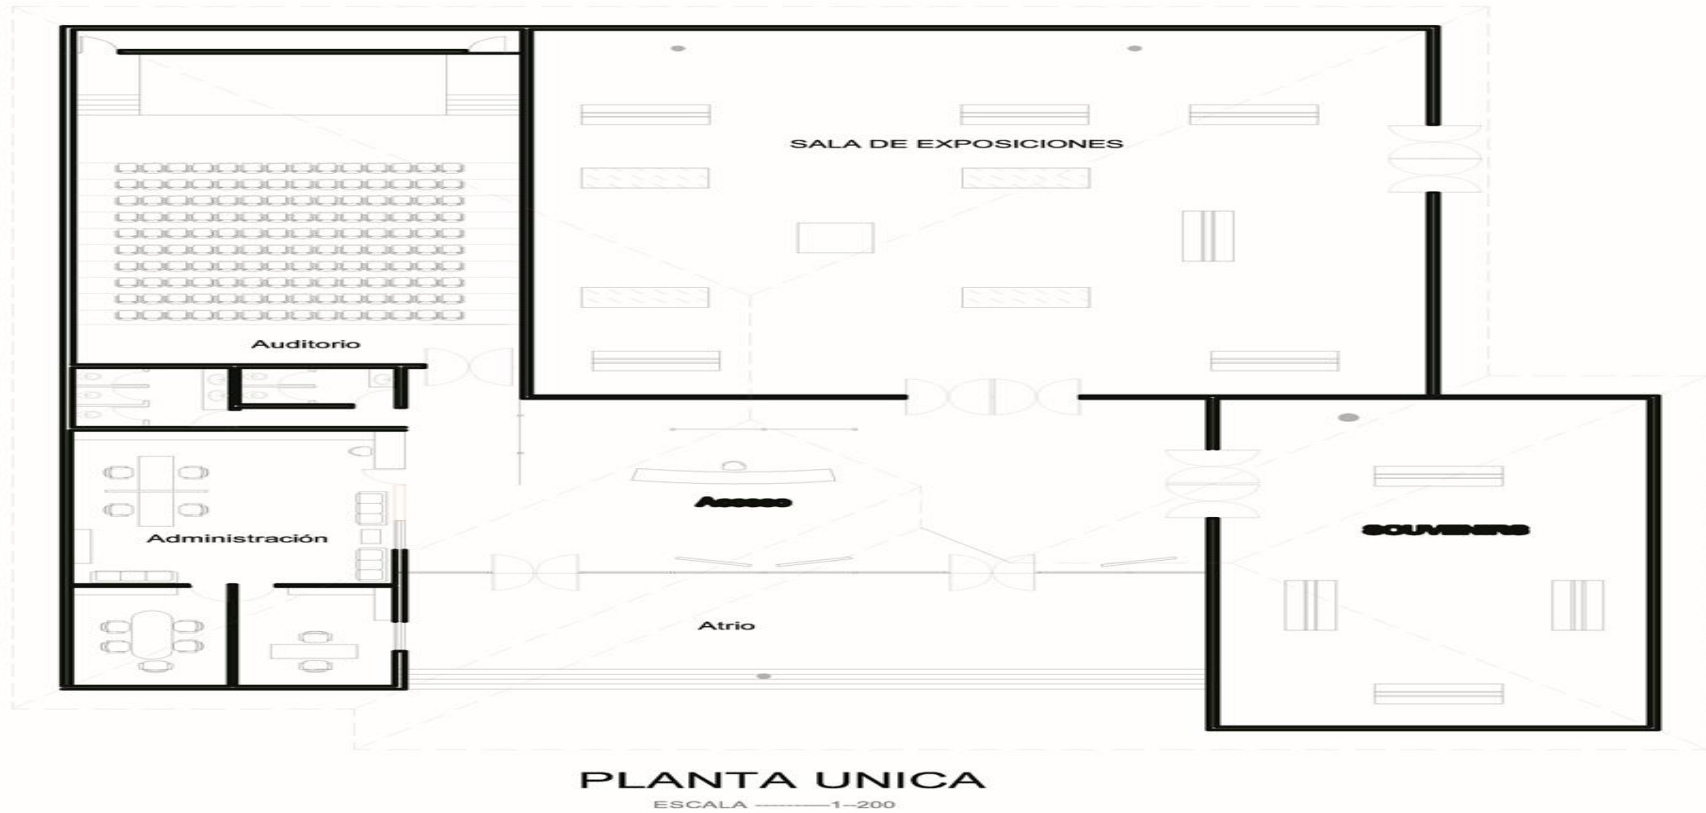 SALA DE EXPOSICIONES
Auditorio
Acceso
SOUVENIRS
Administración
Atrio
PLANTA UNICA
ESCALA ---------1--200